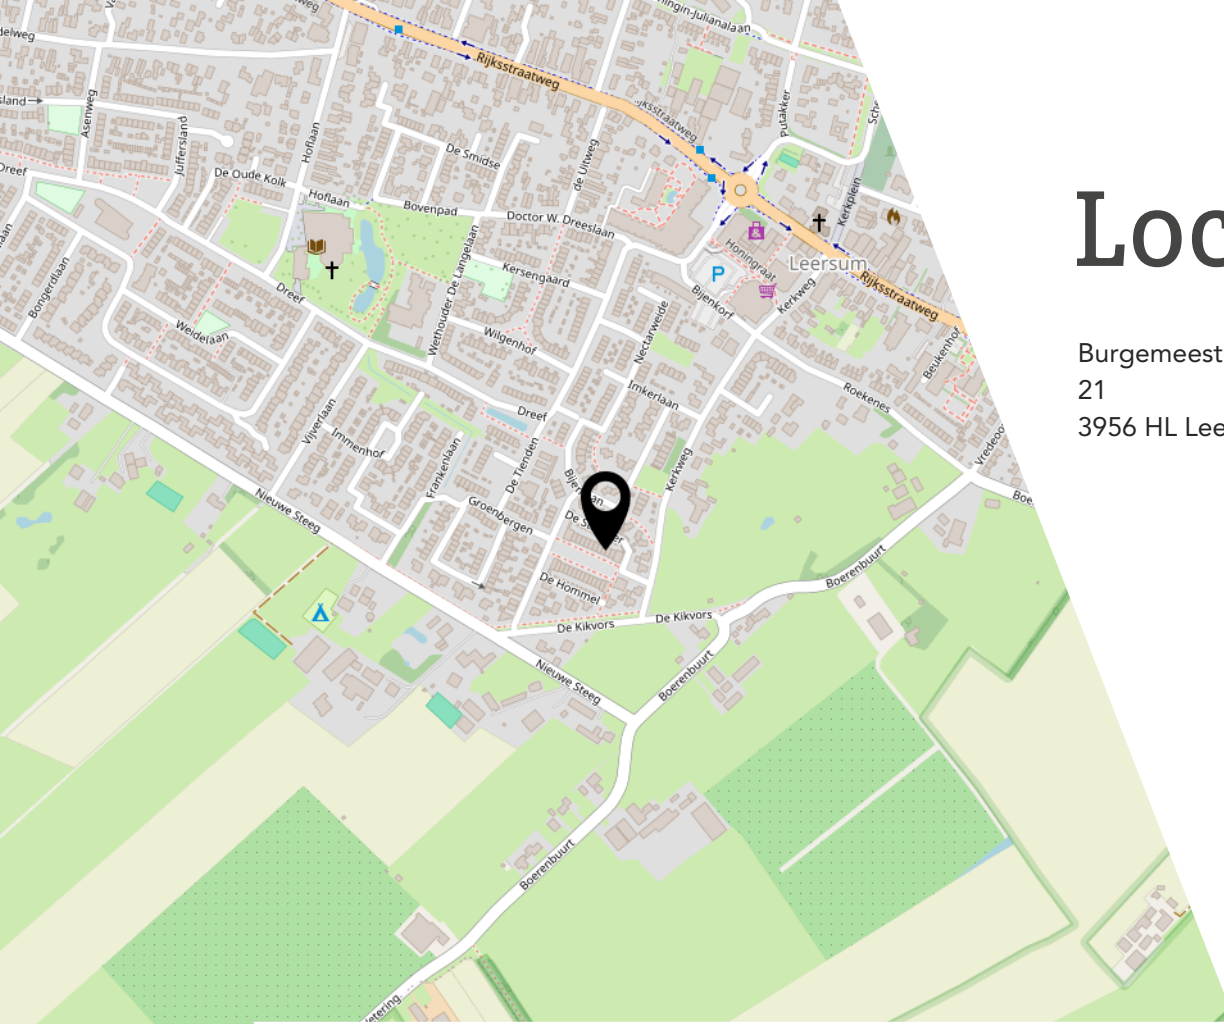 Rijksstraatweg
Rijksstraatweg
Asenweg
Juffersland
Hoflaan
De Smidse
de Uitweg
Putakker
Kerkplein
Dreef
De Oude Kolk
Hoflaan
Bovenpad
Doctor W. Dreeslaan
Honingraat
Leersum
Rijksstraatweg
Bongerdlaan
Dreef
Wethouder De Langelaan
Kersengaard
P
Bijenkorf
Kerkweg
Weidelaan
Wilgenhof
Nectarweide
Beukenhof
Imkerlaan
Roekenes
Dreef
Vijverlaan
Immenhof
Frankenlaan
De Tienden
Kerkweg
Nieuwe Steeg
Groenbergen
De Hommel
De Kikvors
De Kikvors
Boerenbuurt
Nieuwe Steeg
Boerenbuurt
Boerenbuurt
Loc
Burgemeest
21
3956 HL Lee